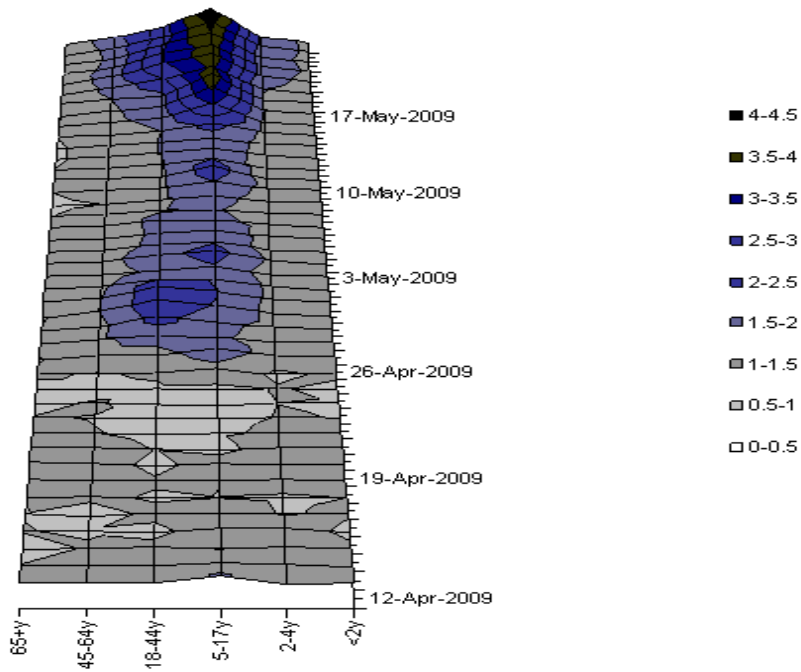 17-May-2009
10-May-2009
3-May-2009
26-Apr-2009
19-Apr-2009
12-Apr-2009
65+y
45-64y
18-44y
5-17y
2-4y
<2y
4-4.5
3.5-4
3-3.5
2.5-3
2-2.5
1.5-2
1-1.5
0.5-1
0-0.5